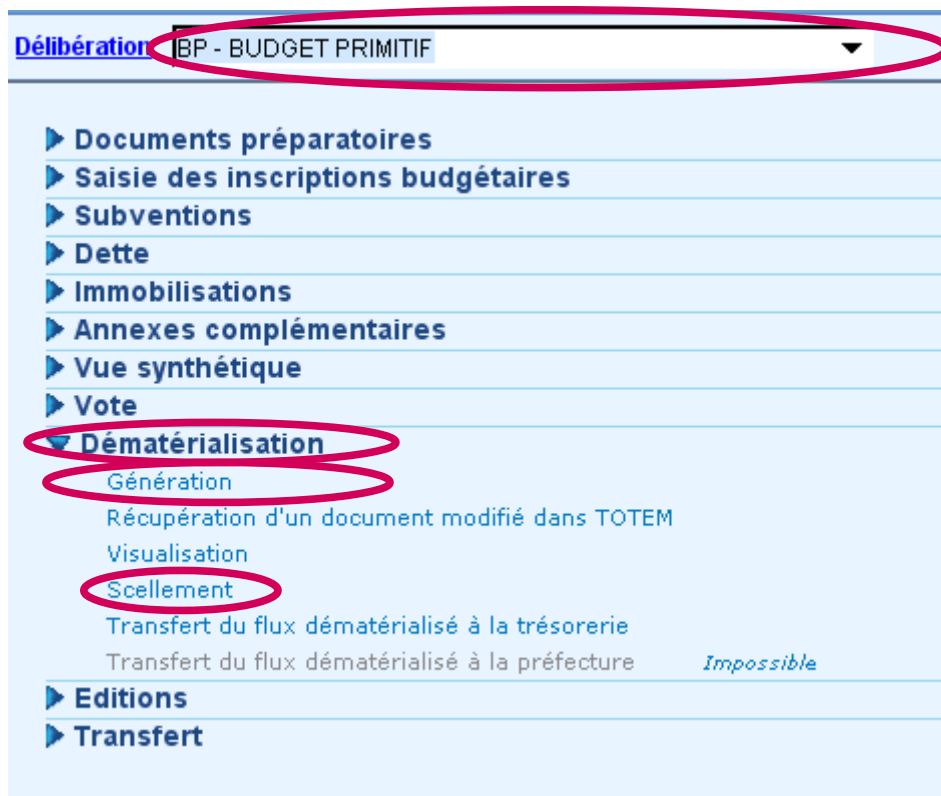 Délibération BP - BUDGET PRIMITIF
Documents préparatoires
Saisie des inscriptions budgétaires
Subventions
Dette
Immobilisations
Annexes complémentaires
Vue synthétique
Vote
Dématérialisation
Génération
Récupération d'un document modifié dans TOTEM
Visualisation
Scellement
Transfert du flux dématérialisé à la trésorerie
Transfert du flux dématérialisé à la préfecture Impossible
Editions
Transfert